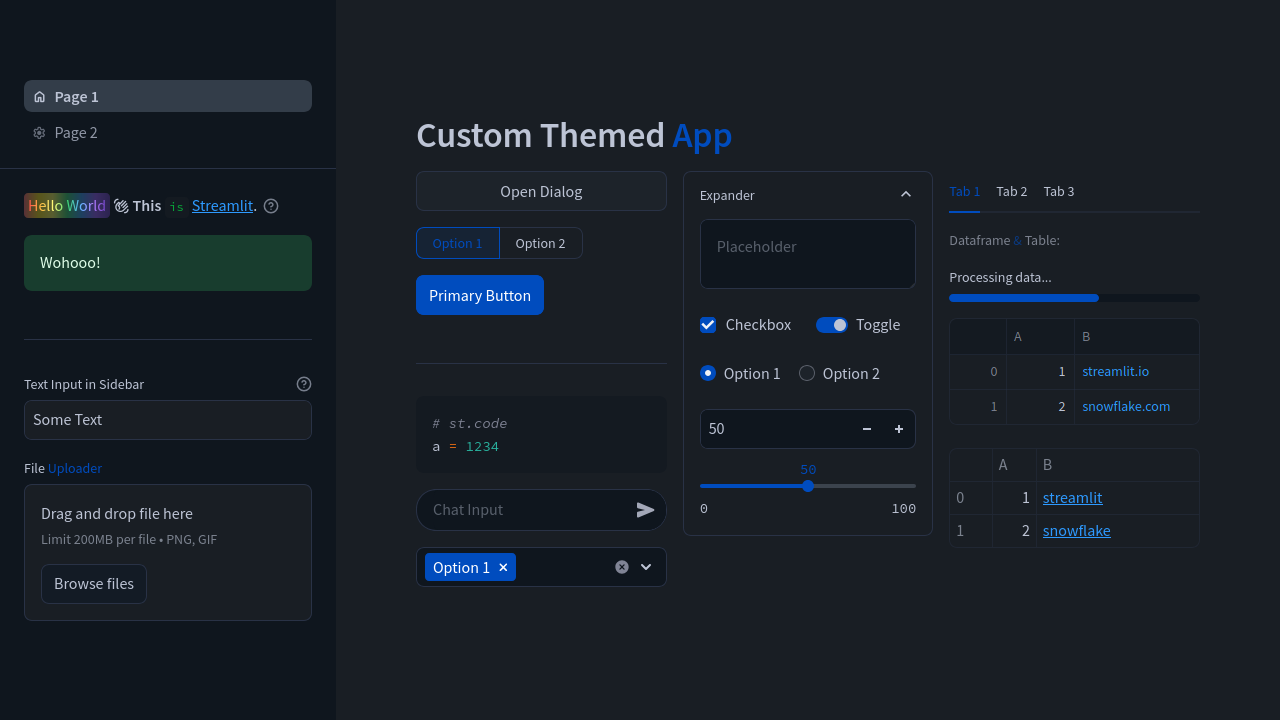 Page 1
Page 2
Hello World This is Streamlit.
Wohooo!
Text Input in Sidebar
Some Text
File Uploader
Drag and drop file here
Limit 200MB per file • PNG, GIF
Browse files
Custom Themed App
Open Dialog
Option 1 Option 2
Primary Button
# st.code
a = 1234
Chat Input
Option 1
Expander
Placeholder
Checkbox Toggle
Option 1 Option 2
50
50
0 100
Tab 1 Tab 2 Tab 3
Dataframe & Table:
Processing data...
A B
0 1 streamlit.io
1 2 snowflake.com
A B
0 1 streamlit
1 2 snowflake